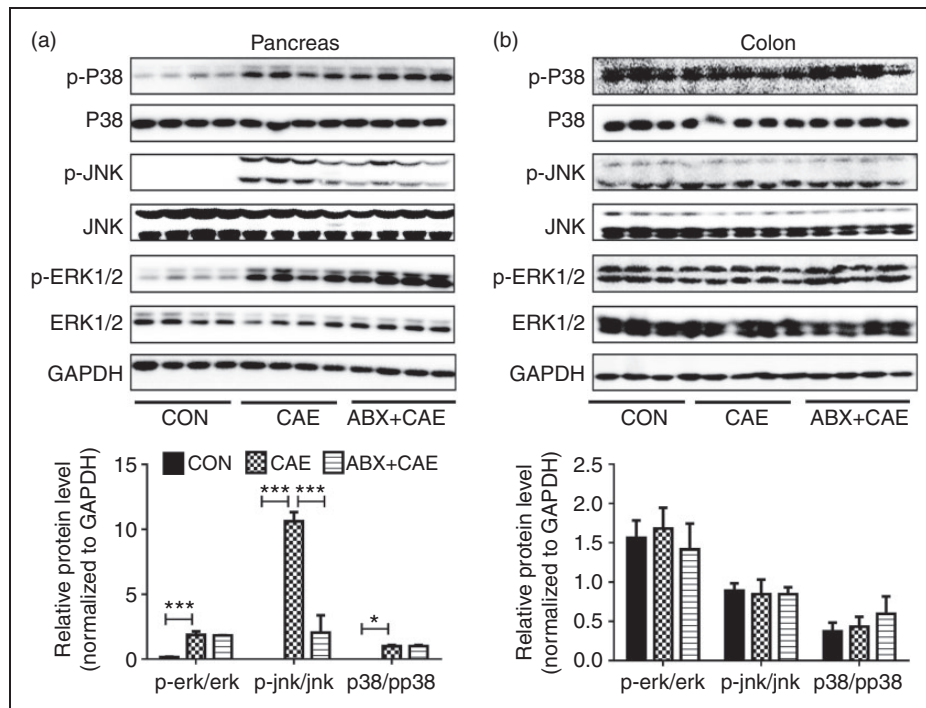 (a)
Pancreas
p-P38
P38
p-JNK
JNK
p-ERK1/2
ERK1/2
GAPDH
CON CAE ABX+CAE
Relative protein level
(normalized to GAPDH)
CON CAE ABX+CAE
15
10
5
0
***
*** ***
*
p-erk/erk p-jnk/jnk p38/pp38
(b)
Colon
p-P38
P38
p-JNK
JNK
p-ERK1/2
ERK1/2
GAPDH
CON CAE ABX+CAE
Relative protein level
(normalized to GAPDH)
2.5
2.0
1.5
1.0
0.5
0.0
p-erk/erk p-jnk/jnk p38/pp38